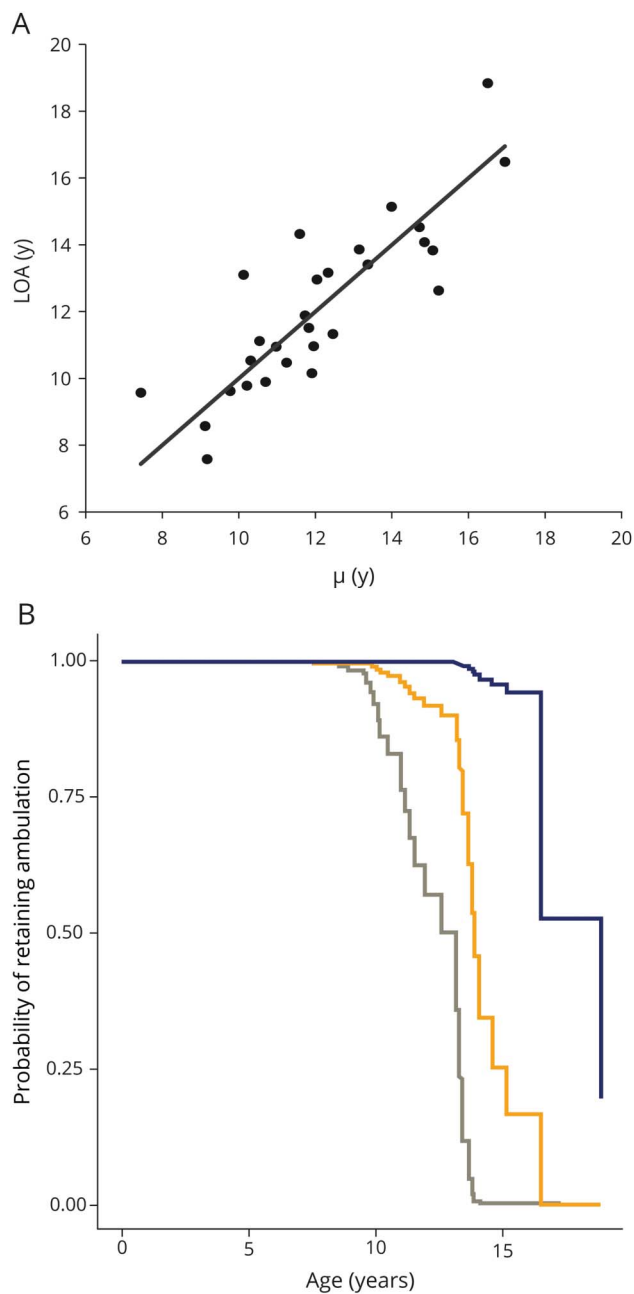 A
20
18
16
14
12
10
8
6
LOA (y)
6 8 10 12 14 16 18 20
μ (y)
B
1.00
0.75
0.50
0.25
0.00
Probability of retaining ambulation
0 5 10 15
Age (years)